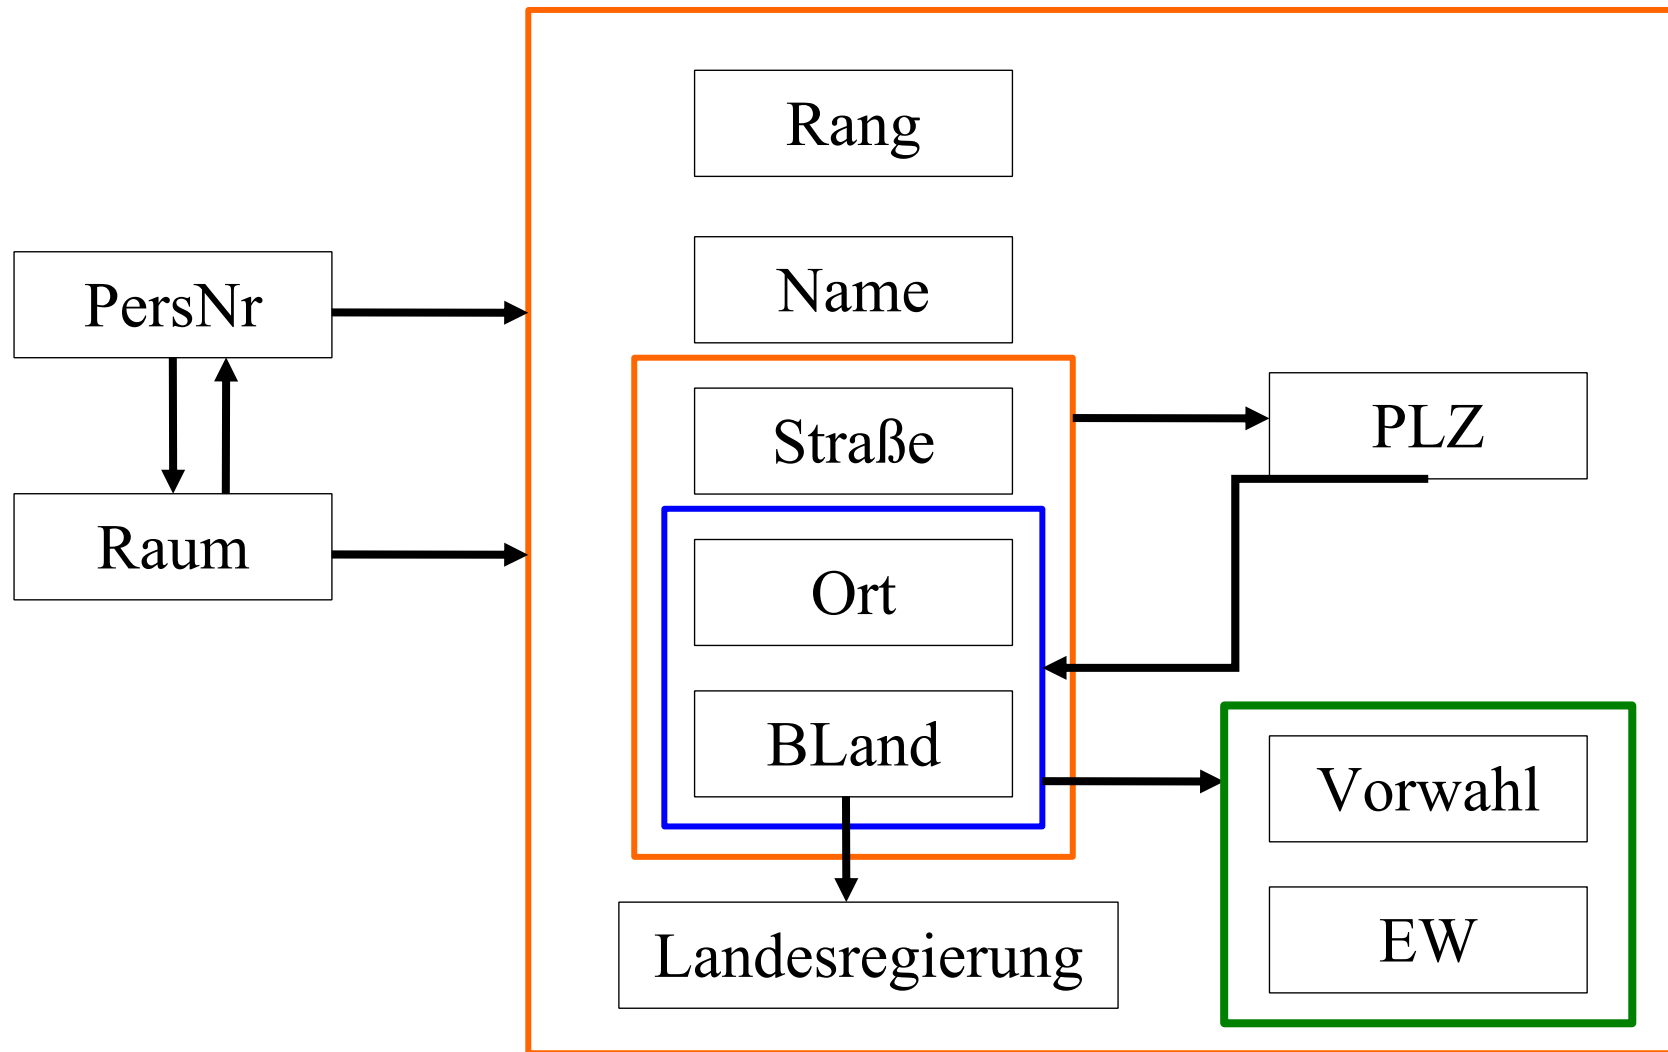 Rang
Name
PersNr
Straße
PLZ
Raum
Ort
BLand
Vorwahl
EW
Landesregierung